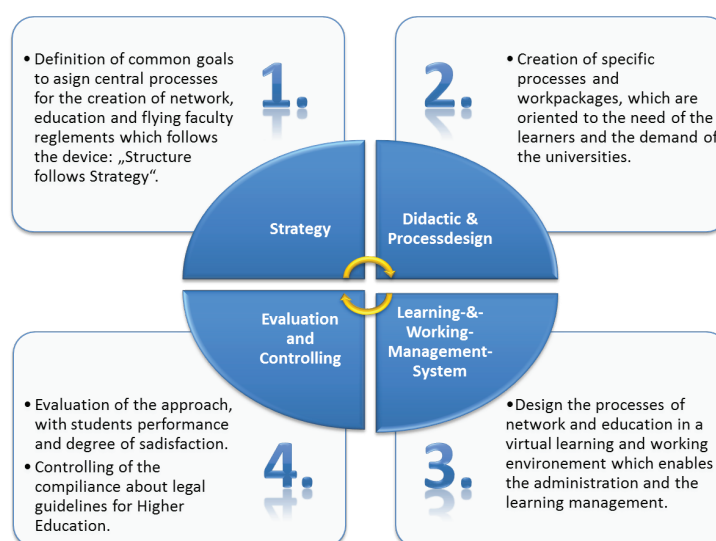 • Definition of common goals
to asign central processes
for the creation of network,
education and flying faculty
reglements which follows
the device: „Structure
follows Strategy“.
1.
2.
• Creation of specific
processes and
workpackages, which are
oriented to the need of the
learners and the demand of
the universities.
Strategy
Didactic &
Processdesign
Evaluation
and
Controlling
Learning-&-
Working-
Management-
System
• Evaluation of the approach,
with students performance
and degree of sadisfaction.
• Controlling of the
compiliance about legal
guidelines for Higher
Education.
4.
3.
•Design the processes of
network and education in a
virtual learning and working
environement which enables
the administration and the
learning management.